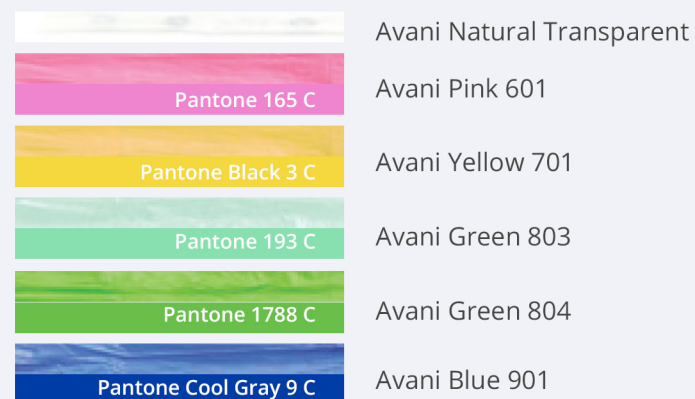 Avani Natural Transparent
Pantone 165 C
Avani Pink 601
Pantone Black 3 C
Avani Yellow 701
Pantone 193 C
Avani Green 803
Pantone 1788 C
Avani Green 804
Pantone Cool Gray 9 C
Avani Blue 901